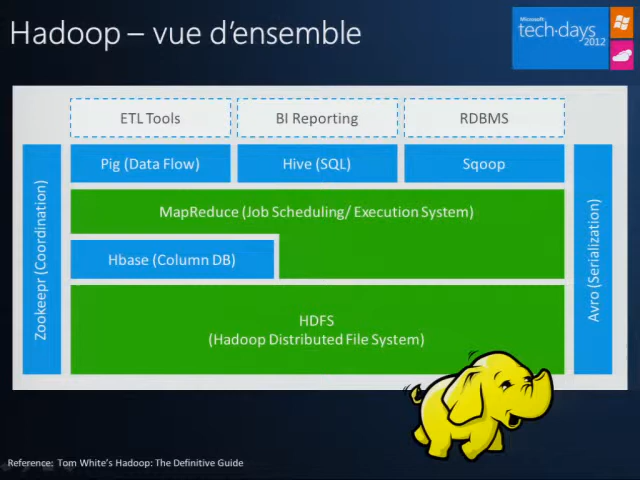 Hadoop – vue d’ensemble
Microsoft
tech·days
2012
ETL Tools
BI Reporting
RDBMS
Pig (Data Flow)
Hive (SQL)
Sqoop
Zookeepr (Coordination)
MapReduce (Job Scheduling/ Execution System)
Hbase (Column DB)
Avro (Serialization)
HDFS
(Hadoop Distributed File System)
Reference: Tom White’s Hadoop: The Definitive Guide